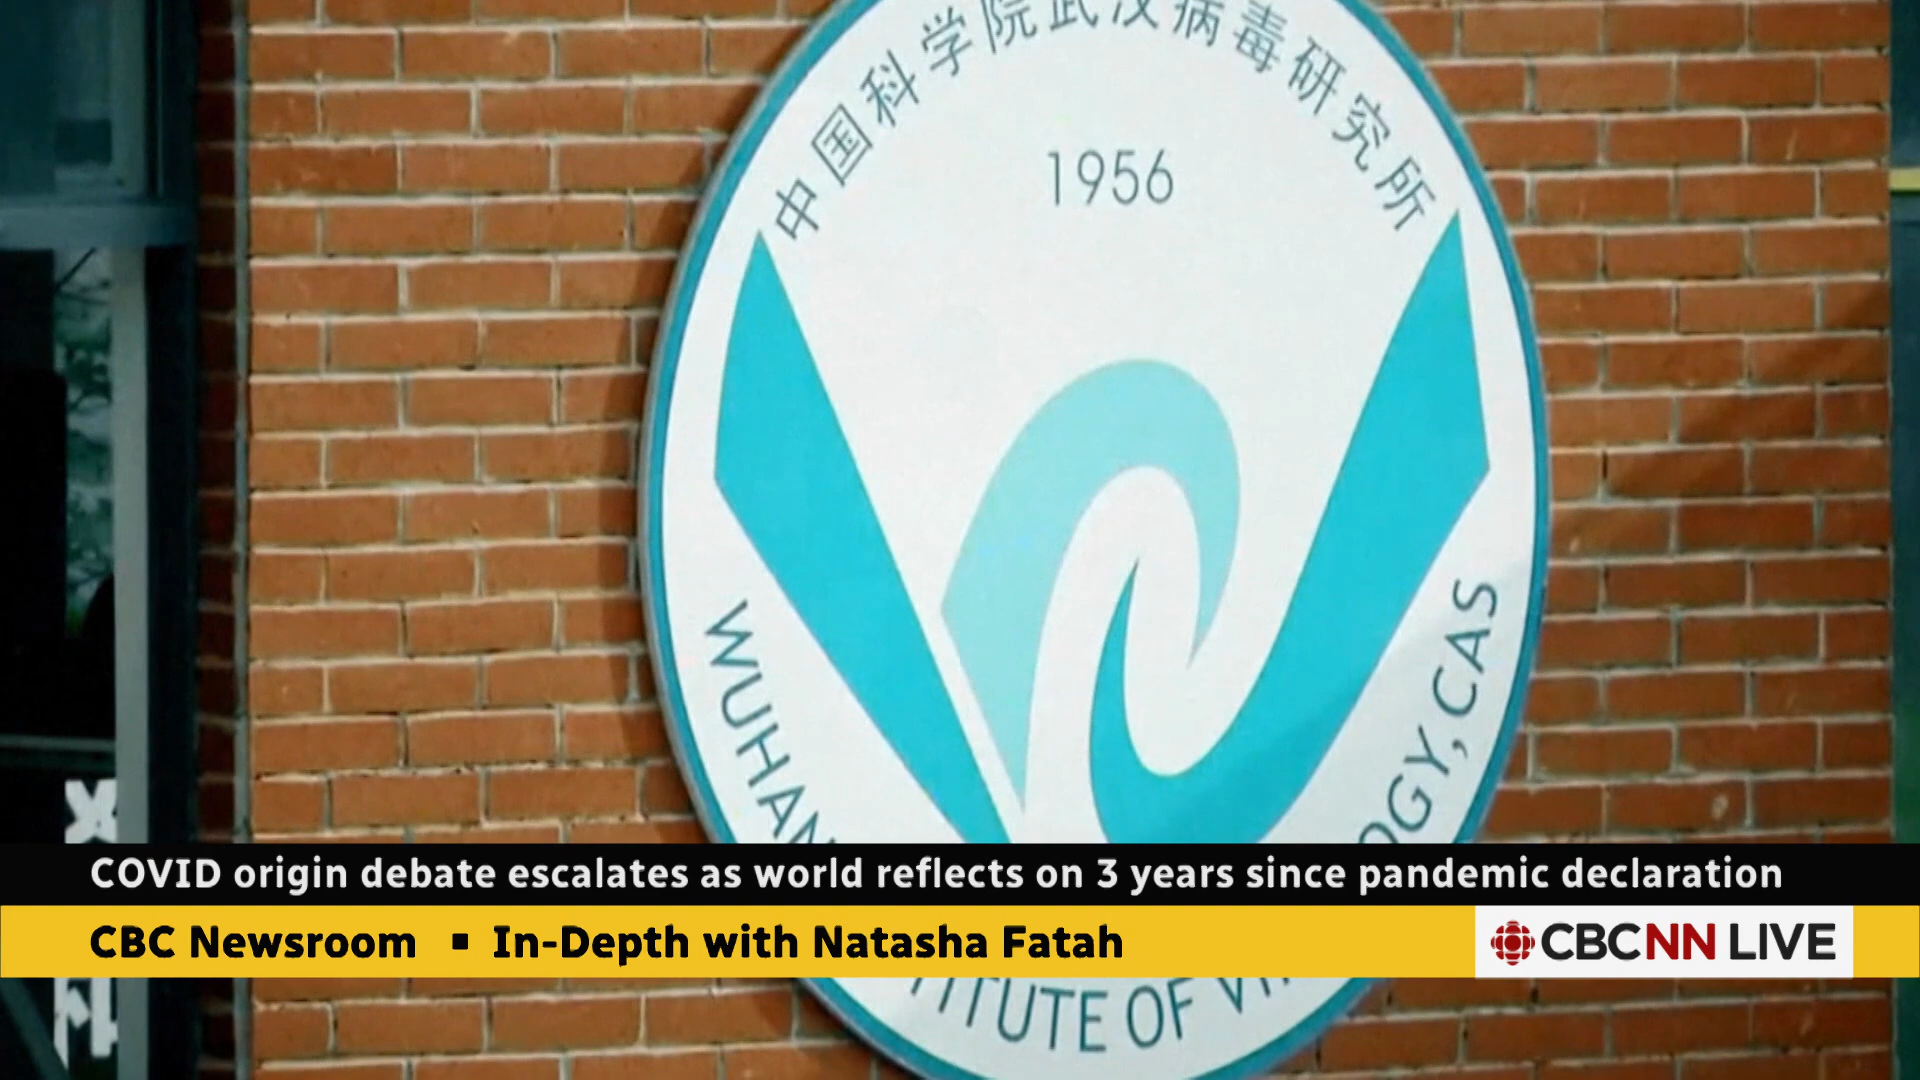 中国科学院武汉病毒研究所
1956
WUHAN TITUTE OF VI OGY, CAS
COVID origin debate escalates as world reflects on 3 years since pandemic declaration
CBC Newsroom ▪ In-Depth with Natasha Fatah
CBCNN LIVE